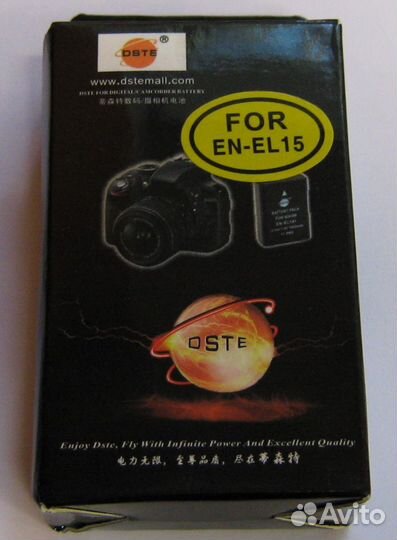 DSTE ®
www.dstemall.com
DSTE FOR DIGITAL/CAMCORDER BATTERY
蒂森特数码/摄相机电池
FOR
EN-EL15
BATTERY PACK
DSTE
Enjoy Dste, Fly With Infinite Power And Excellent Quality
电力无限，至尊品质，尽在蒂森特
Avito